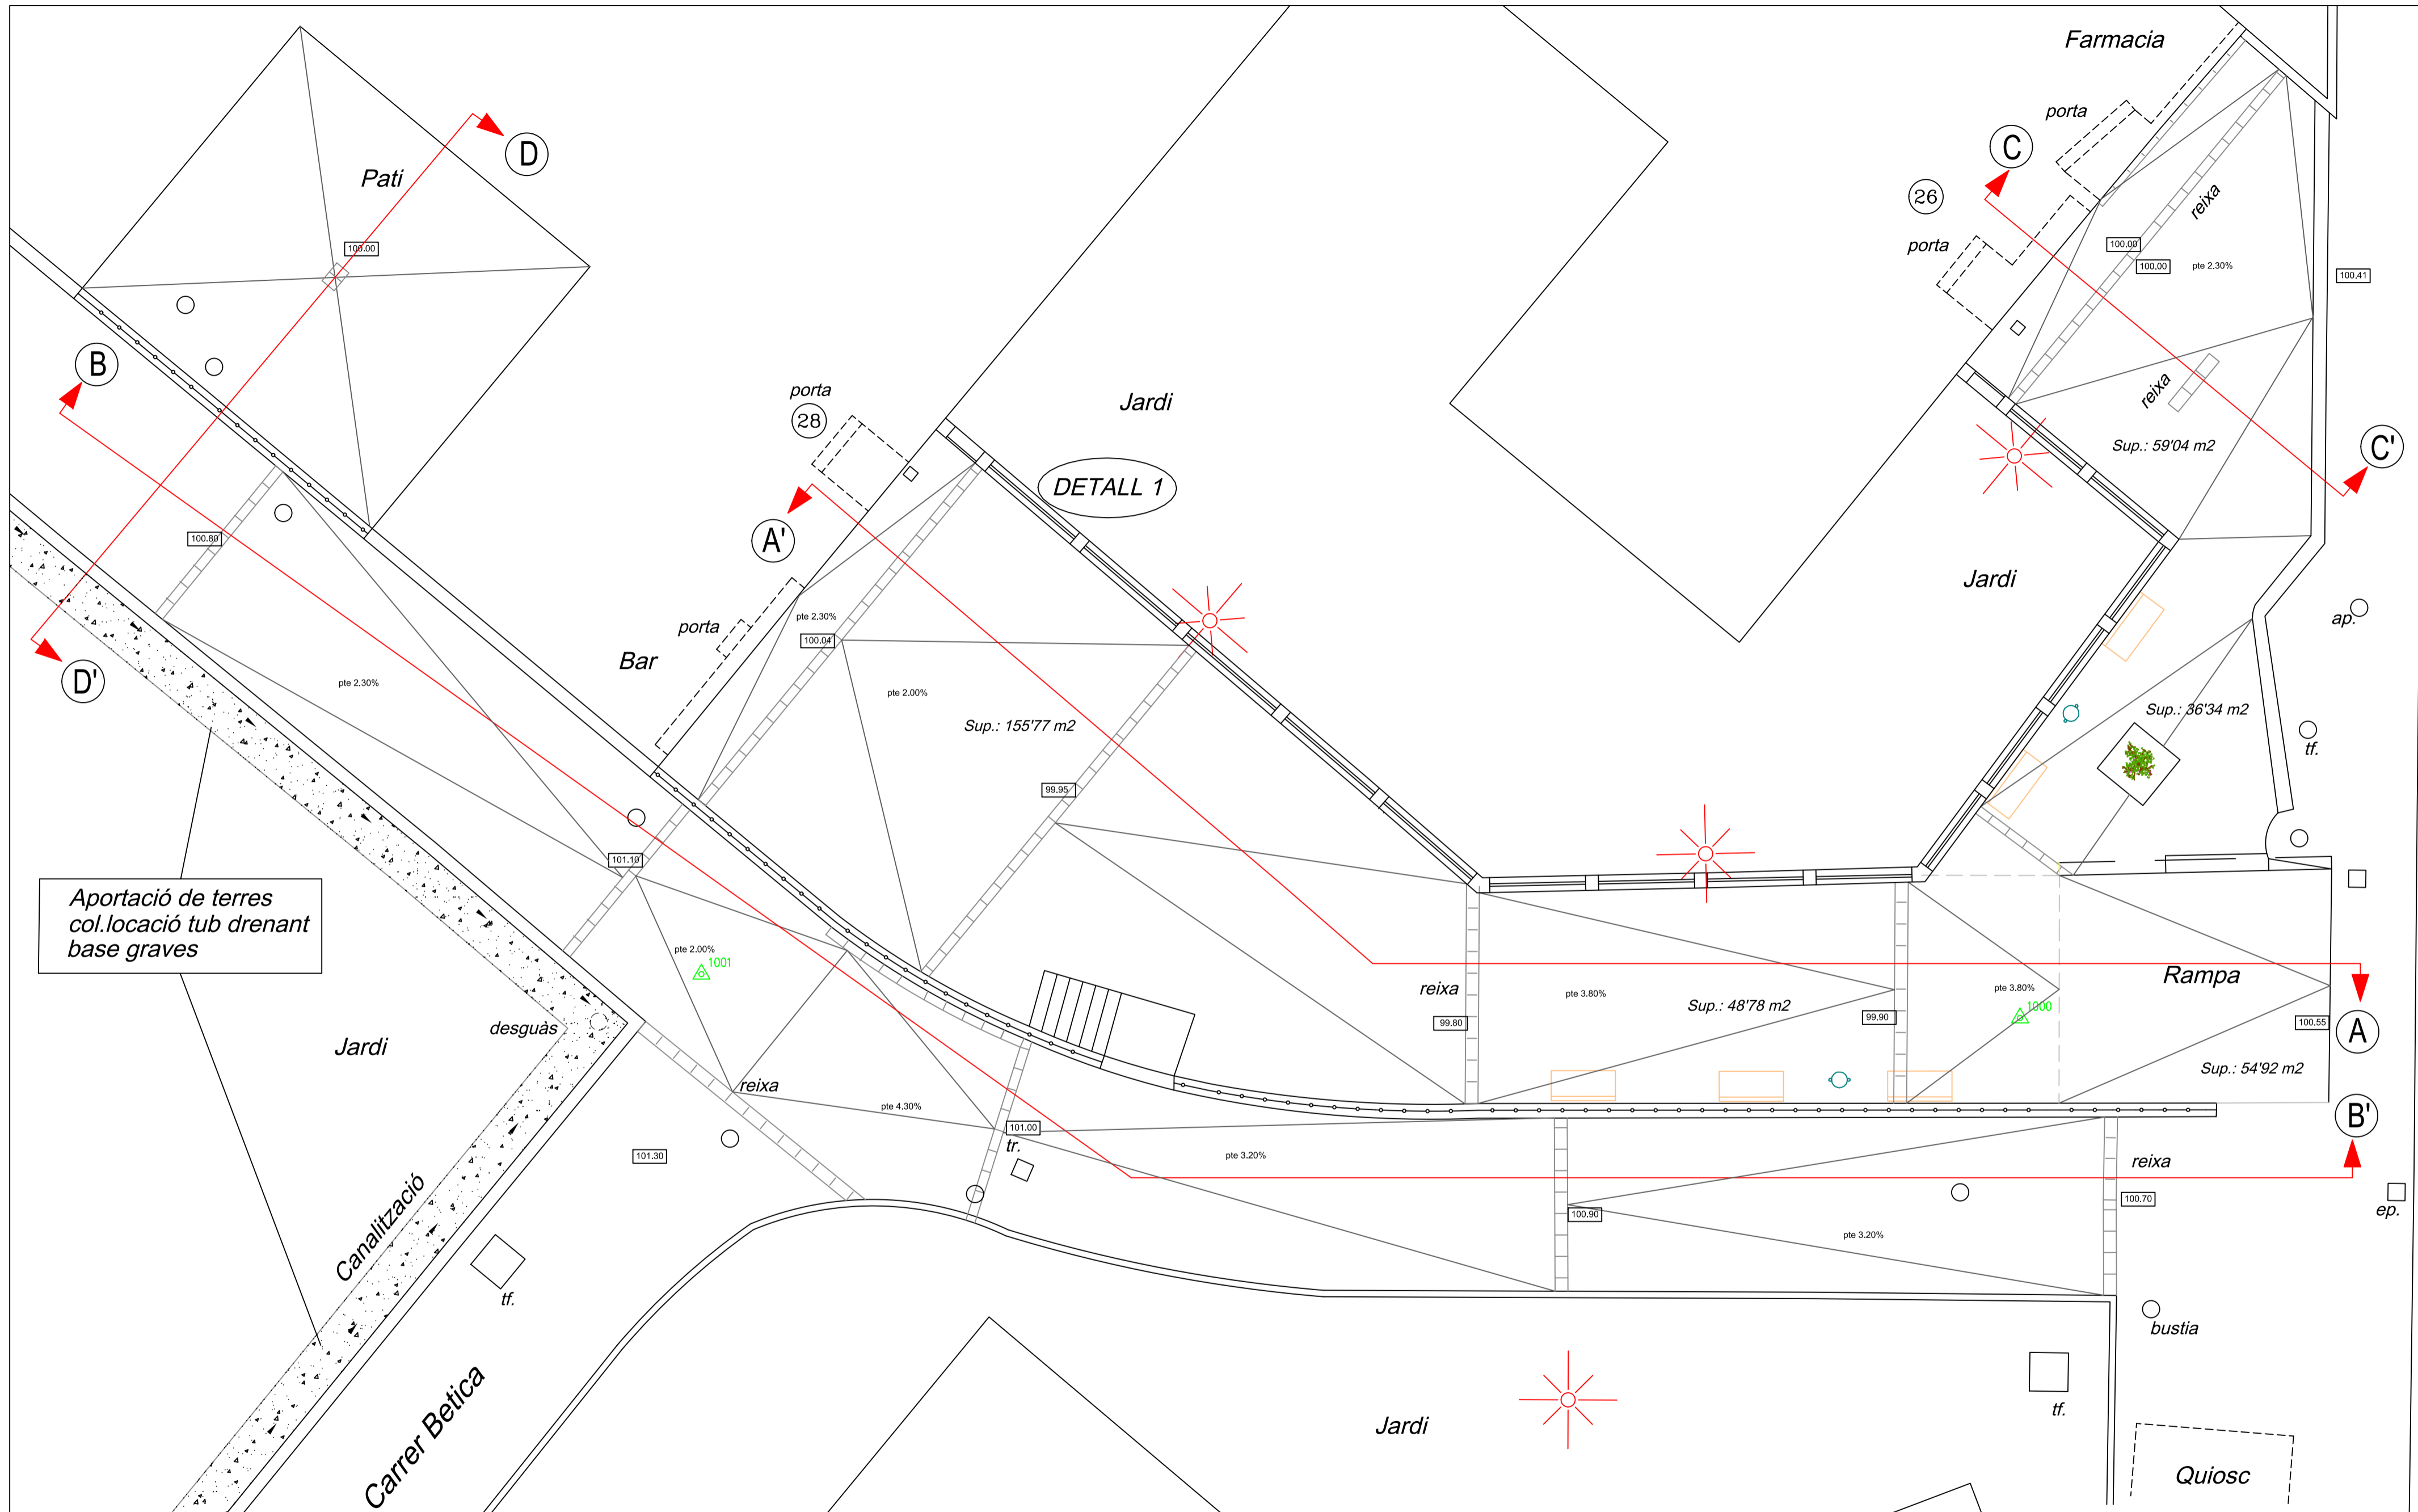 Farmacia
porta
C
D
Pati
26
reixa
porta
100.00
100.00
100.00
pte 2.30%
100.41
B
porta
28
Jardi
reixa
Sup.: 59'04 m2
C'
DETALL 1
A'
100.80
Jardi
porta
pte 2.30%
ap.
100.04
Bar
D'
pte 2.30%
pte 2.00%
Sup.: 155'77 m2
Sup.: 36'34 m2
tf.
99.95
101.10
Aportació de terres
col.locació tub drenant
base graves
pte 2.00%
1001
Rampa
reixa
pte 3.80%
Sup.: 48'78 m2
pte 3.80%
1000
99.80
99.90
100.55
A
desguàs
Jardi
Sup.: 54'92 m2
reixa
pte 4.30%
B'
101.00
tr.
101.30
pte 3.20%
reixa
100.70
100.90
ep.
Canalització
pte 3.20%
tf.
bustia
Carrer Betica
Jardi
tf.
Quiosc